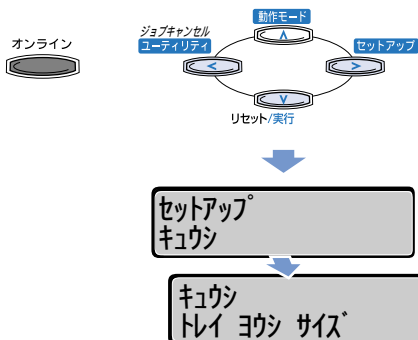 動作モード
ジョブキャンセル
ユーティリティ
オンライン
セットアップ
リセット/実行
セットアップ
キュウシ
キュウシ
トレイ ヨウシ サイズ